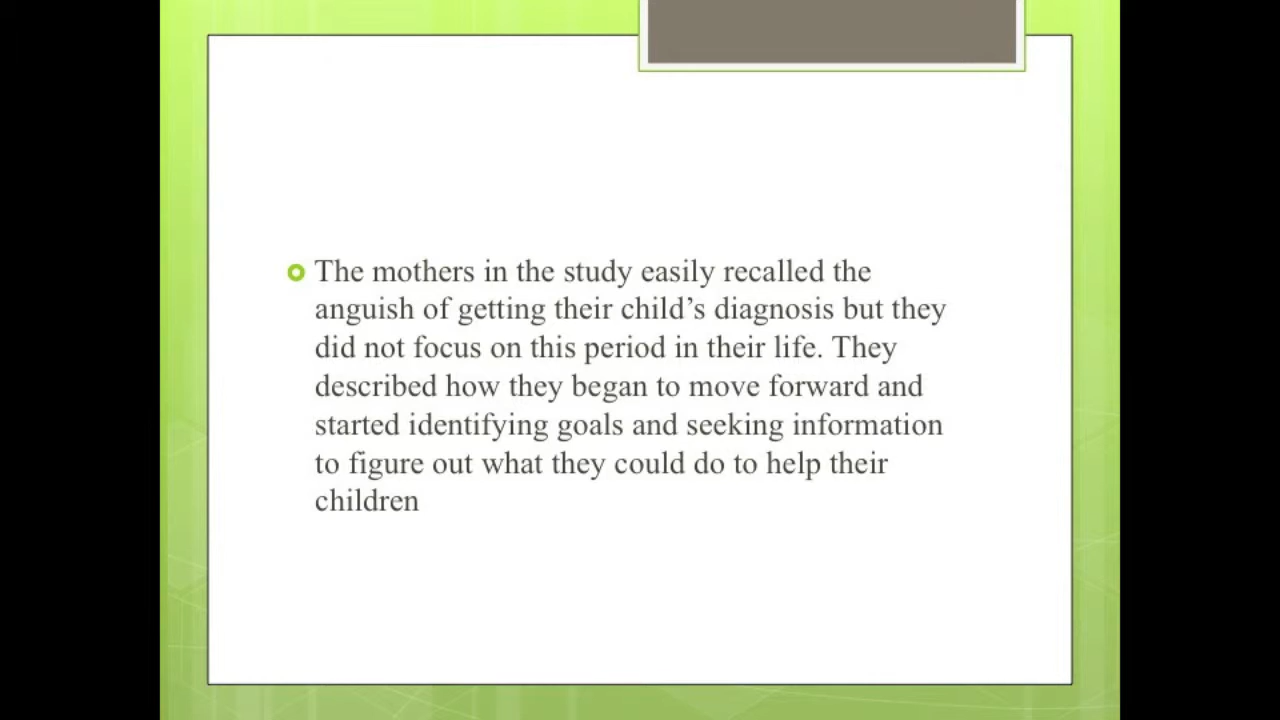 The mothers in the study easily recalled the
anguish of getting their child’s diagnosis but they
did not focus on this period in their life. They
described how they began to move forward and
started identifying goals and seeking information
to figure out what they could do to help their
children